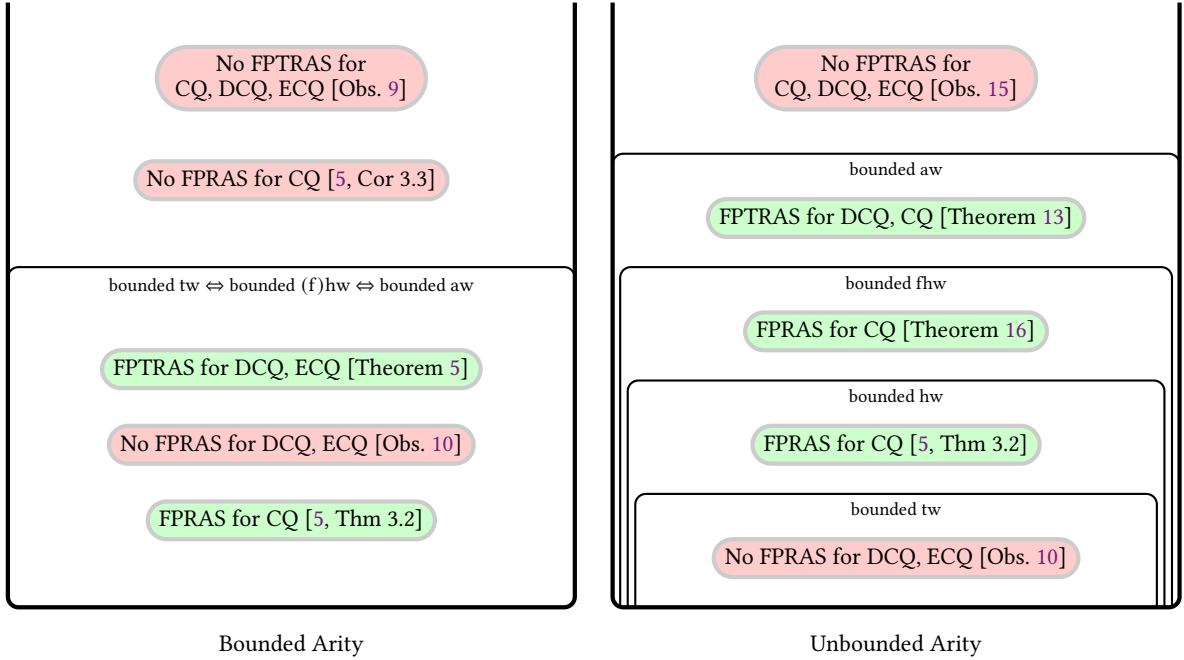 No FPTRAS for
CQ, DCQ, ECQ [Obs. 9]
No FPRAS for CQ [5, Cor 3.3]
bounded tw ⇔ bounded (f)hw ⇔ bounded aw
FPTRAS for DCQ, ECQ [Theorem 5]
No FPRAS for DCQ, ECQ [Obs. 10]
FPRAS for CQ [5, Thm 3.2]
Bounded Arity
No FPTRAS for
CQ, DCQ, ECQ [Obs. 15]
bounded aw
FPTRAS for DCQ, CQ [Theorem 13]
bounded fhw
FPRAS for CQ [Theorem 16]
bounded hw
FPRAS for CQ [5, Thm 3.2]
bounded tw
No FPRAS for DCQ, ECQ [Obs. 10]
Unbounded Arity